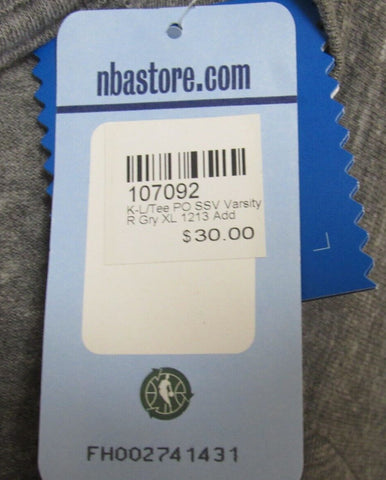 nbastore.com
107092
K-L/Tee PO SSV Varsity
R Gry XL 1213 Add
$30.00
FH002741431